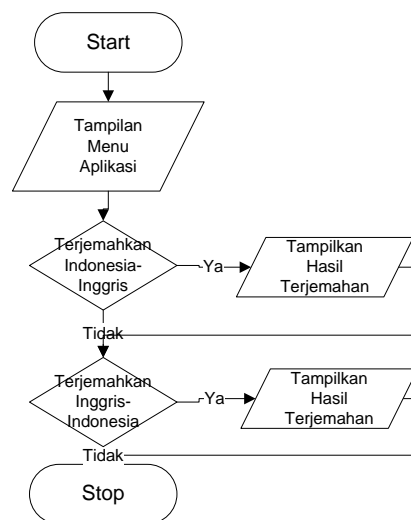 Start
Tampilan
Menu
Aplikasi
Terjemahkan
Indonesia-
Inggris
Ya
Tampilkan
Hasil
Terjemahan
Tidak
Terjemahkan
Inggris-
Indonesia
Ya
Tampilkan
Hasil
Terjemahan
Tidak
Stop